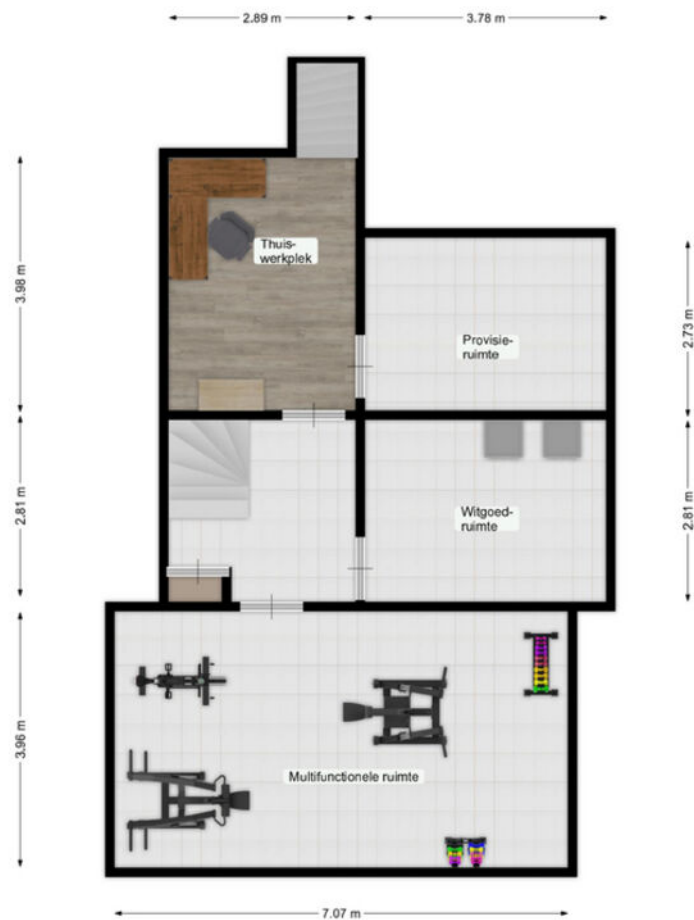 2.89 m
3.78 m
3.98 m
Thuis-
werkplek
2.73 m
Provisie-
ruimte
2.81 m
Witgoed-
ruimte
2.81 m
3.96 m
Multifunctionele ruimte
7.07 m